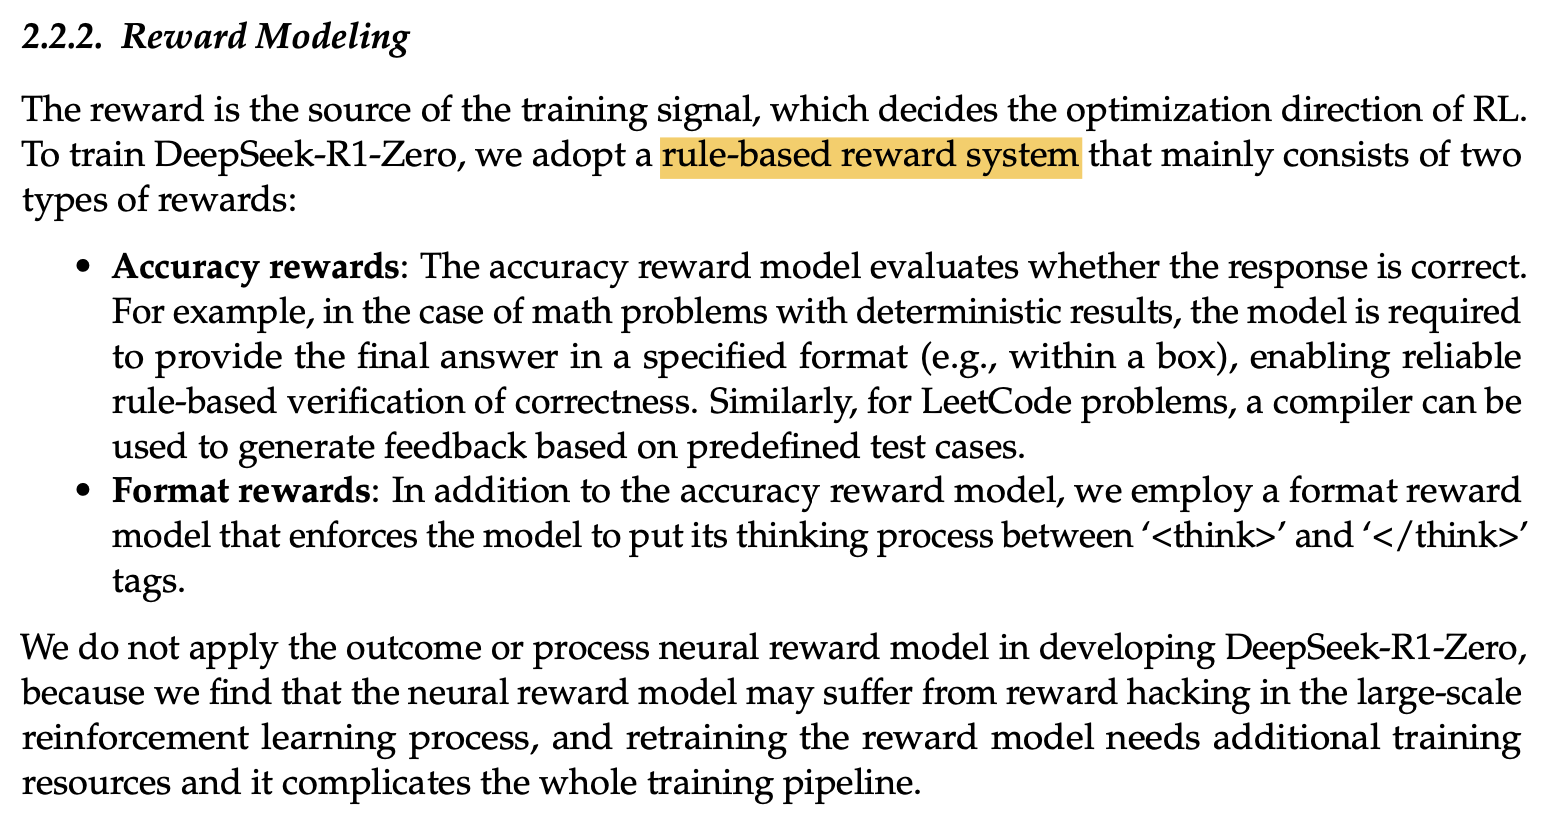 2.2.2. Reward Modeling
The reward is the source of the training signal, which decides the optimization direction of RL.
To train DeepSeek-R1-Zero, we adopt a rule-based reward system that mainly consists of two
types of rewards:
• Accuracy rewards: The accuracy reward model evaluates whether the response is correct.
For example, in the case of math problems with deterministic results, the model is required
to provide the final answer in a specified format (e.g., within a box), enabling reliable
rule-based verification of correctness. Similarly, for LeetCode problems, a compiler can be
used to generate feedback based on predefined test cases.
• Format rewards: In addition to the accuracy reward model, we employ a format reward
model that enforces the model to put its thinking process between ‘<think>’ and ‘</think>’
tags.
We do not apply the outcome or process neural reward model in developing DeepSeek-R1-Zero,
because we find that the neural reward model may suffer from reward hacking in the large-scale
reinforcement learning process, and retraining the reward model needs additional training
resources and it complicates the whole training pipeline.